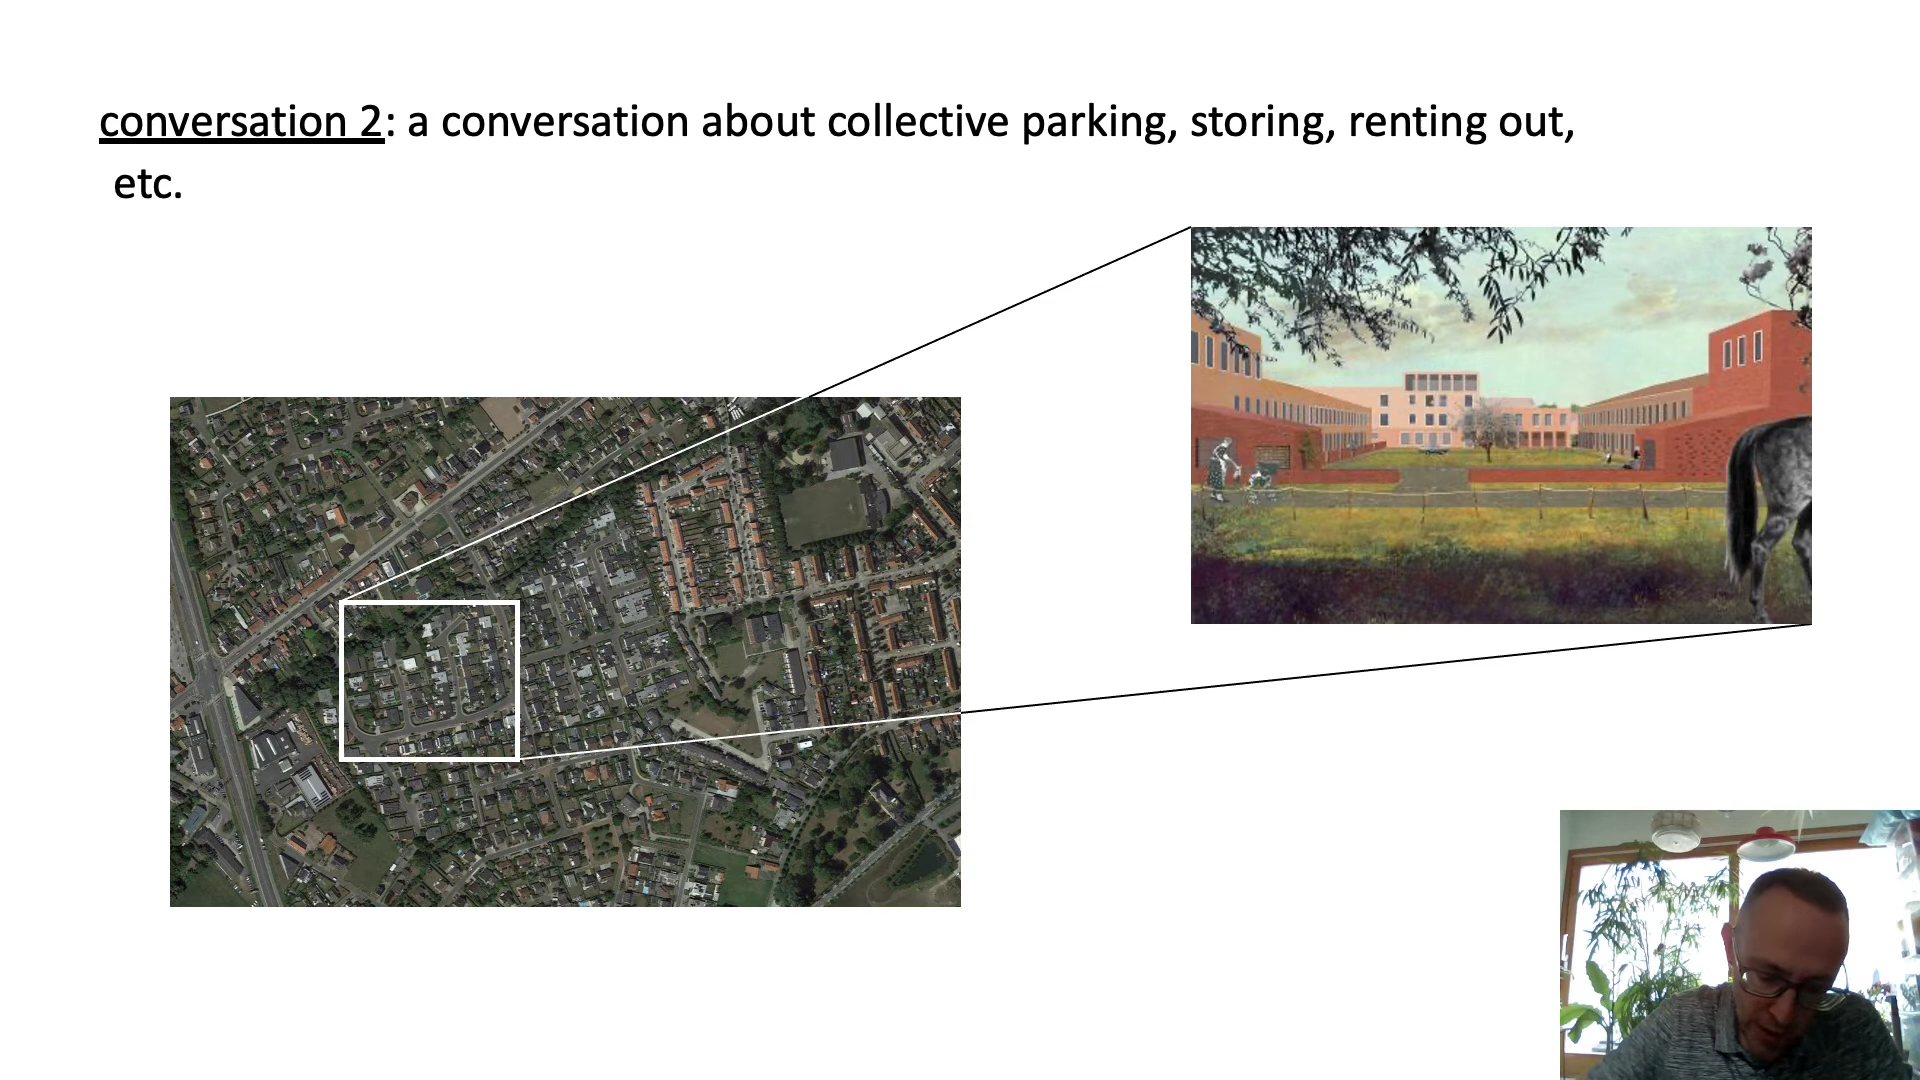 conversation 2: a conversation about collective parking, storing, renting out,
etc.